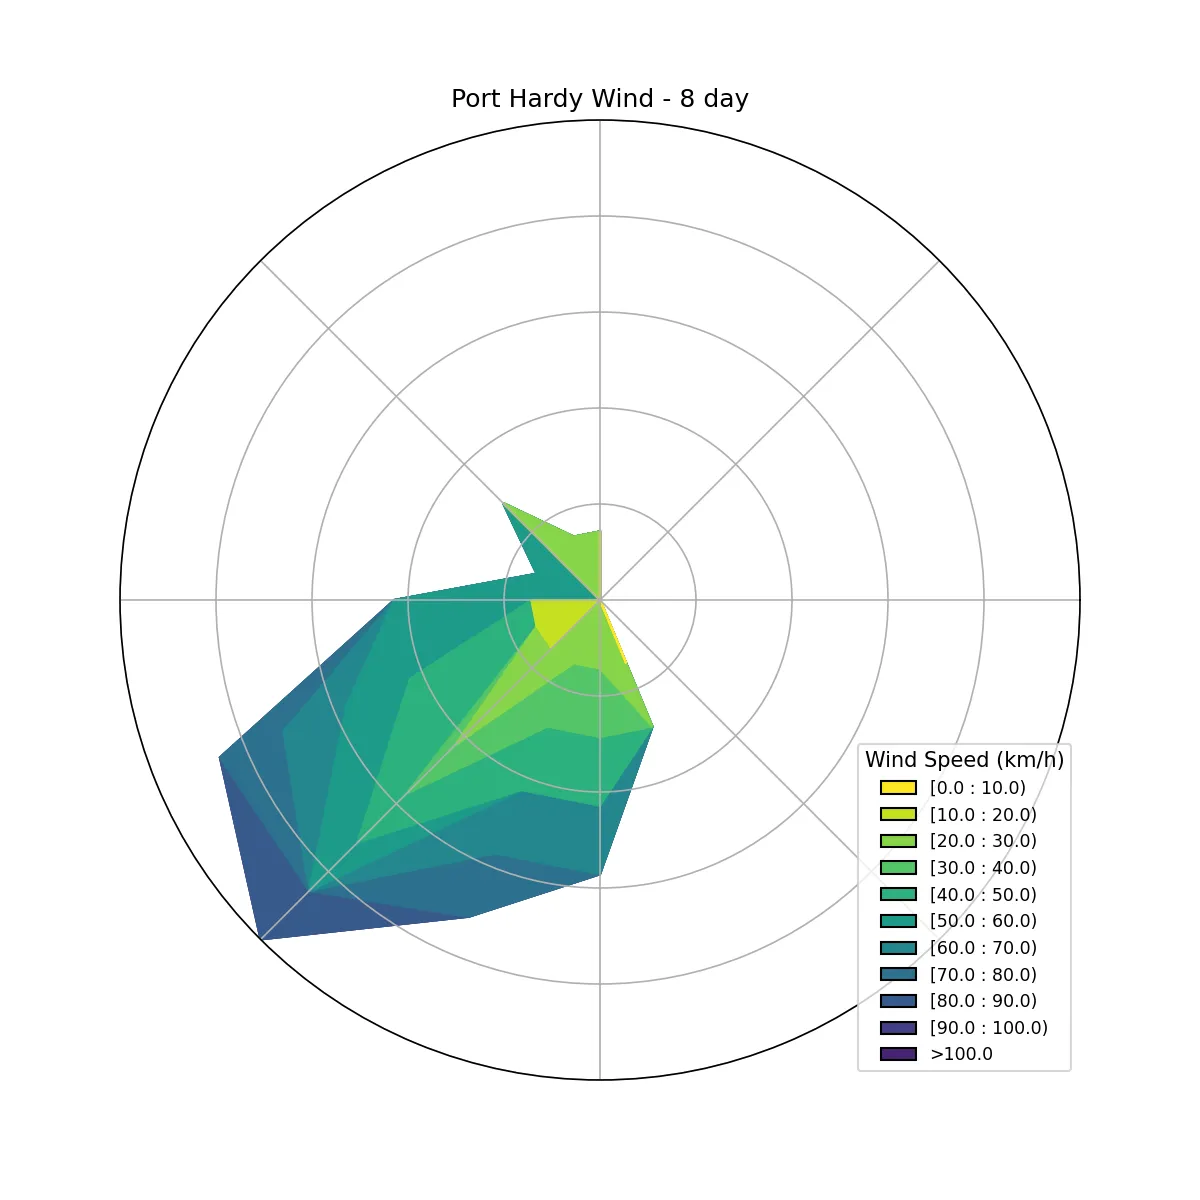 Port Hardy Wind - 8 day
Wind Speed (km/h)
[0.0 : 10.0)
[10.0 : 20.0)
[20.0 : 30.0)
[30.0 : 40.0)
[40.0 : 50.0)
[50.0 : 60.0)
[60.0 : 70.0)
[70.0 : 80.0)
[80.0 : 90.0)
[90.0 : 100.0)
>100.0